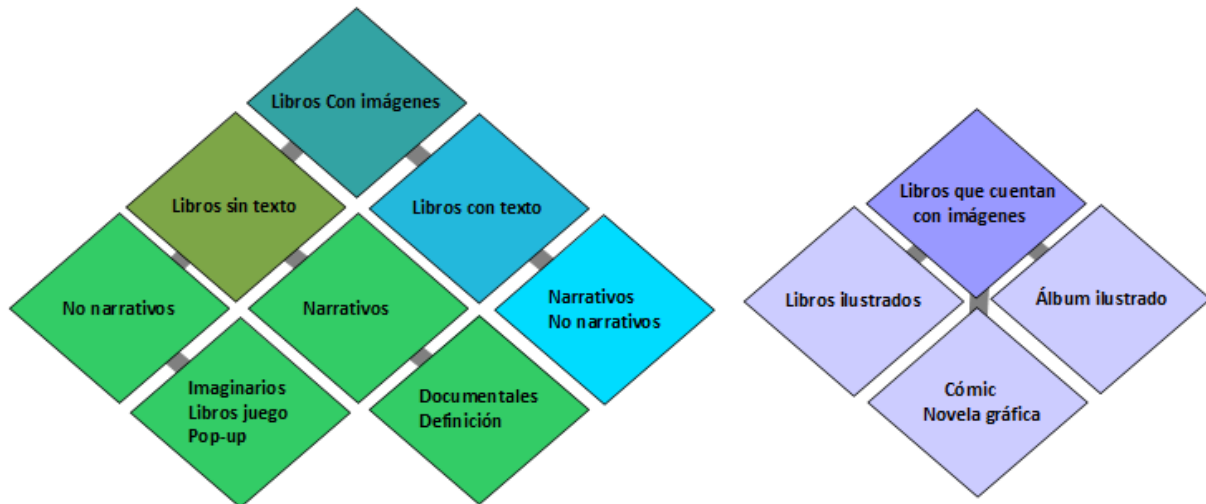 Libros Con imágenes
Libros sin texto
Libros con texto
No narrativos
Narrativos
Narrativos
No narrativos
Imaginarios
Libros juego
Pop-up
Documentales
Definición
Libros que cuentan
con imágenes
Libros ilustrados
Álbum ilustrado
Cómic
Novela gráfica